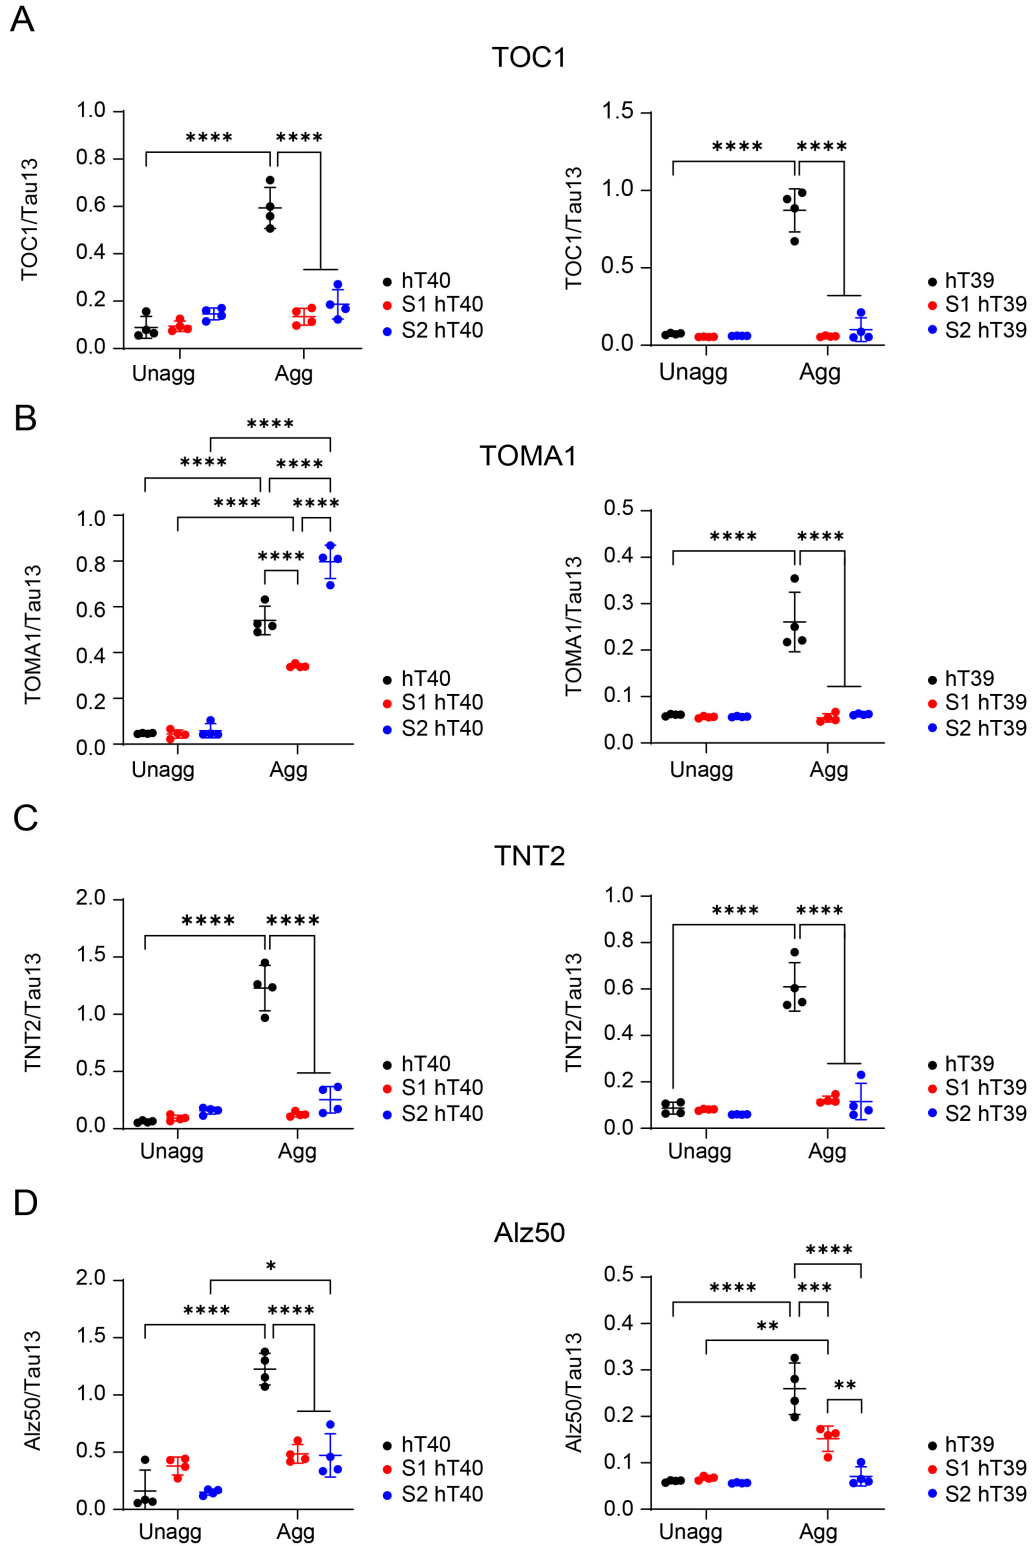 A
TOC1
1.0
0.8
0.6
0.4
0.2
0.0
TOC1/Tau13
****
****
Unagg
Agg
hT40
S1 hT40
S2 hT40
1.5
1.0
0.5
0.0
TOC1/Tau13
****
****
Unagg
Agg
hT39
S1 hT39
S2 hT39
B
TOMA1
****
****
****
****
****
****
1.0
0.8
0.6
0.4
0.2
0.0
TOMA1/Tau13
Unagg
Agg
hT40
S1 hT40
S2 hT40
0.5
0.4
0.3
0.2
0.1
0.0
TOMA1/Tau13
****
****
Unagg
Agg
hT39
S1 hT39
S2 hT39
C
TNT2
2.0
1.5
1.0
0.5
0.0
TNT2/Tau13
****
****
Unagg
Agg
hT40
S1 hT40
S2 hT40
1.0
0.8
0.6
0.4
0.2
0.0
TNT2/Tau13
****
****
Unagg
Agg
hT39
S1 hT39
S2 hT39
D
Alz50
2.0
1.5
1.0
0.5
0.0
Alz50/Tau13
*
****
****
Unagg
Agg
hT40
S1 hT40
S2 hT40
0.5
0.4
0.3
0.2
0.1
0.0
Alz50/Tau13
****
****
***
**
**
Unagg
Agg
hT39
S1 hT39
S2 hT39